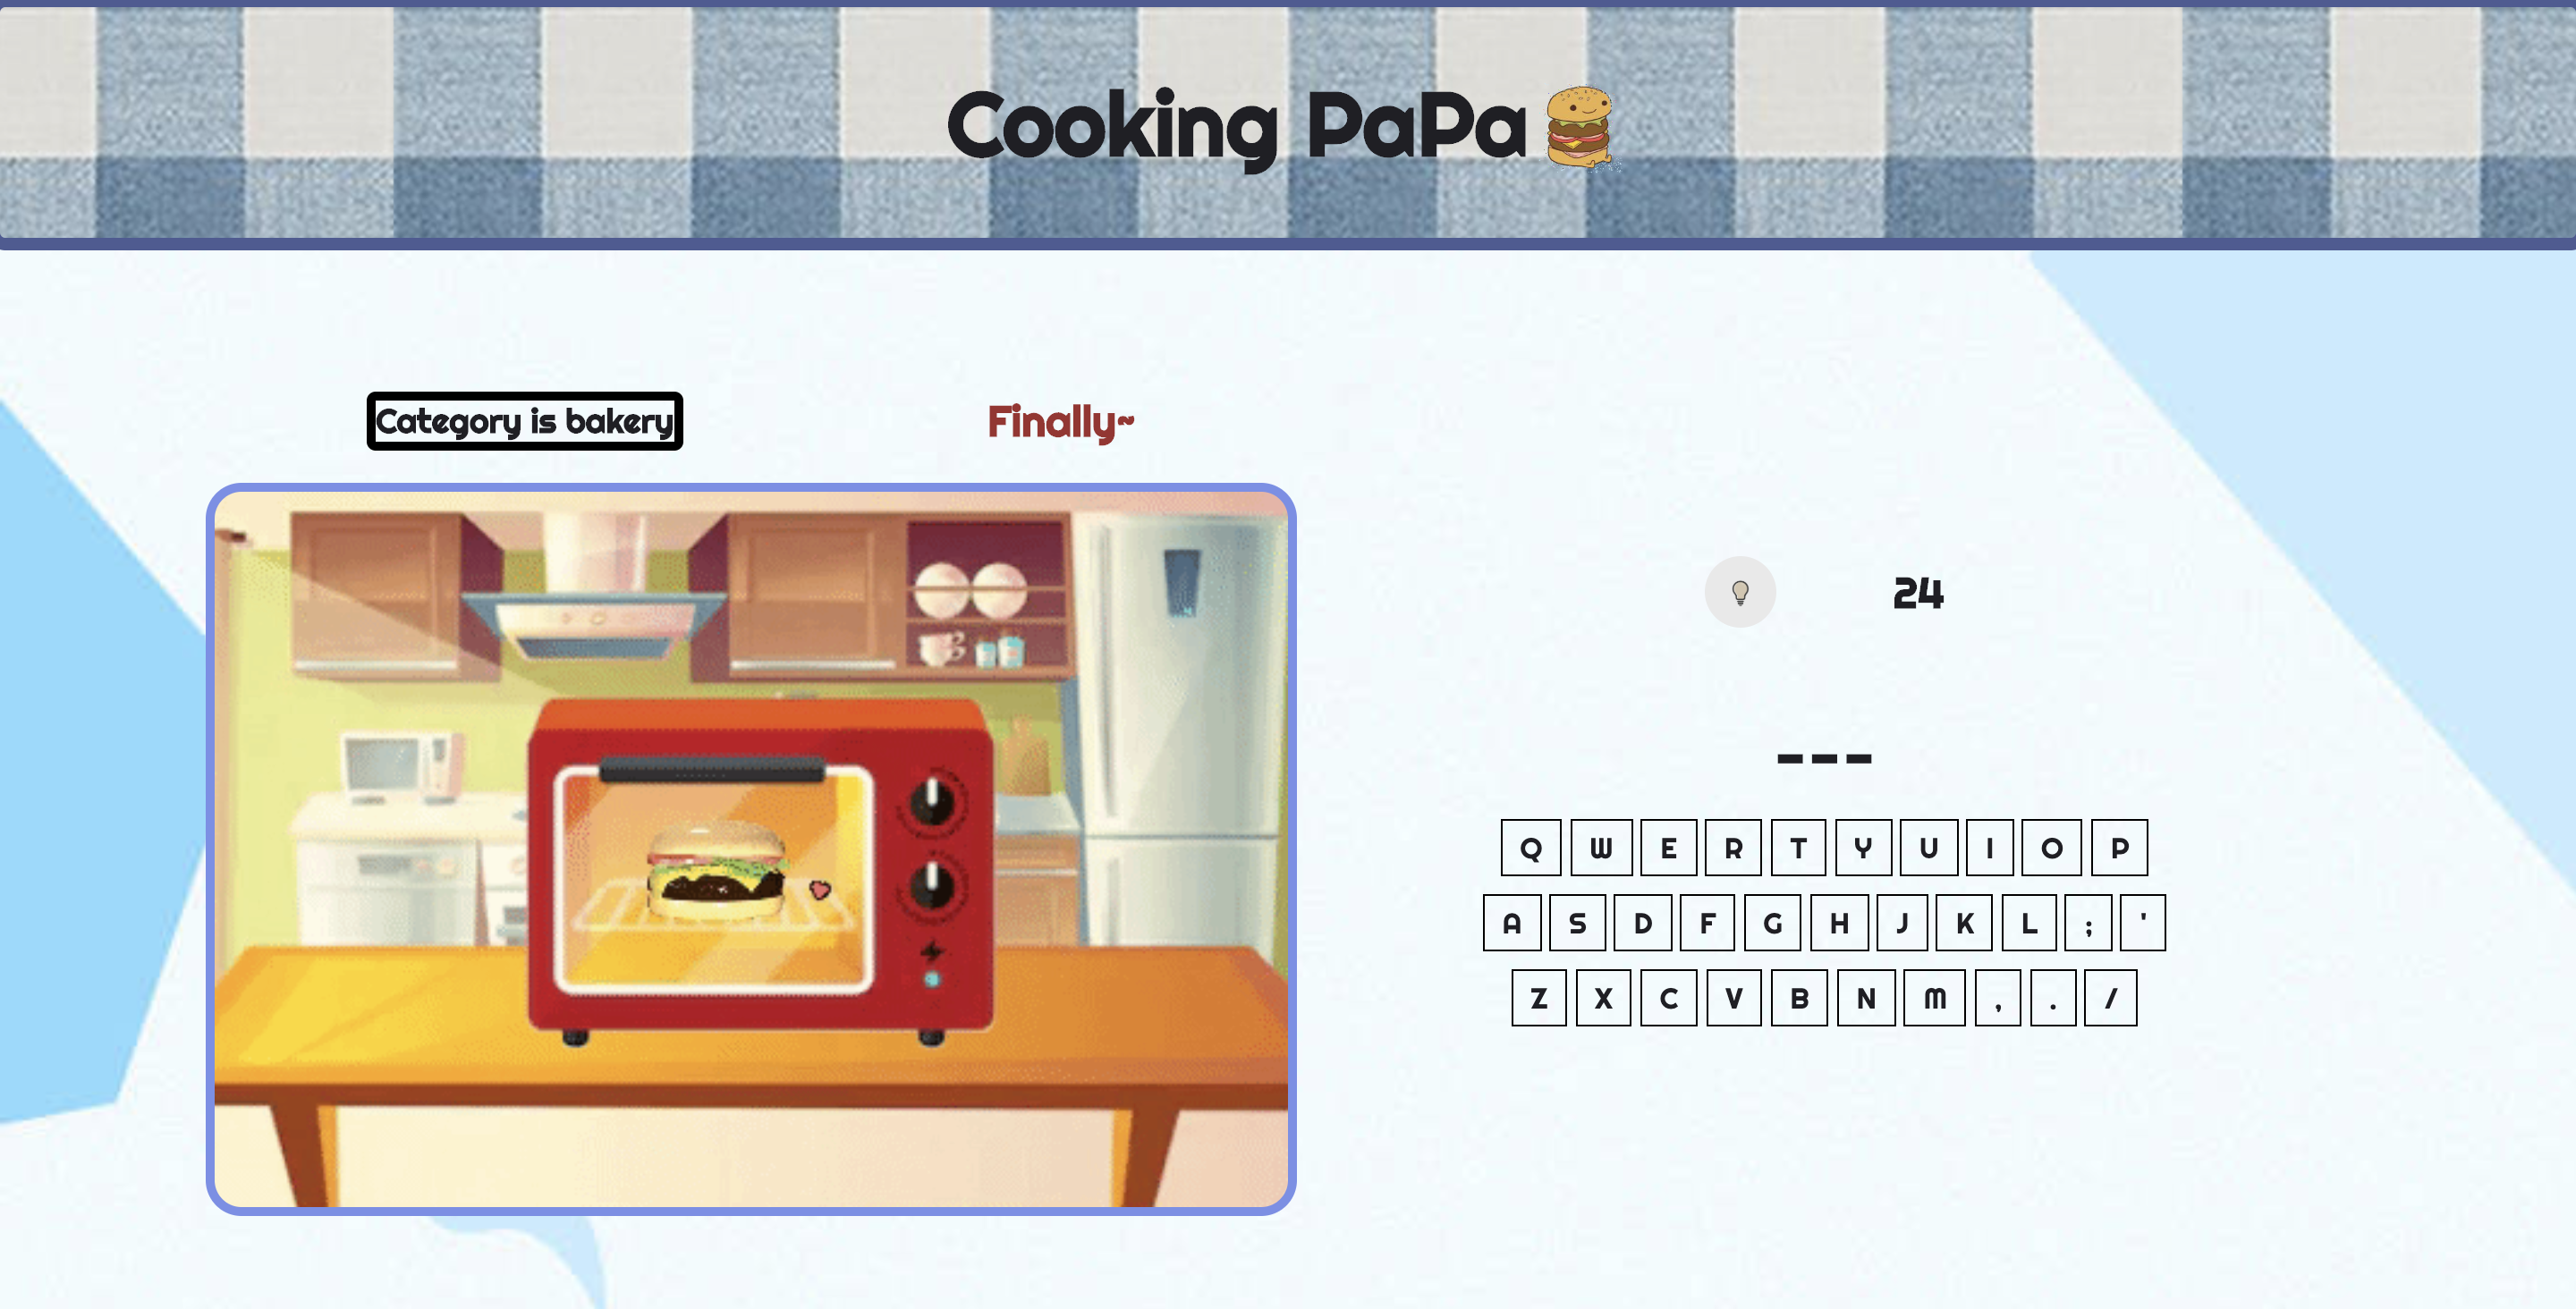 Cooking PaPa
Category is bakery
Finally~
24
_ _ _
Q W E R T Y U I O P
A S D F G H J K L ; '
Z X C V B N M , . /